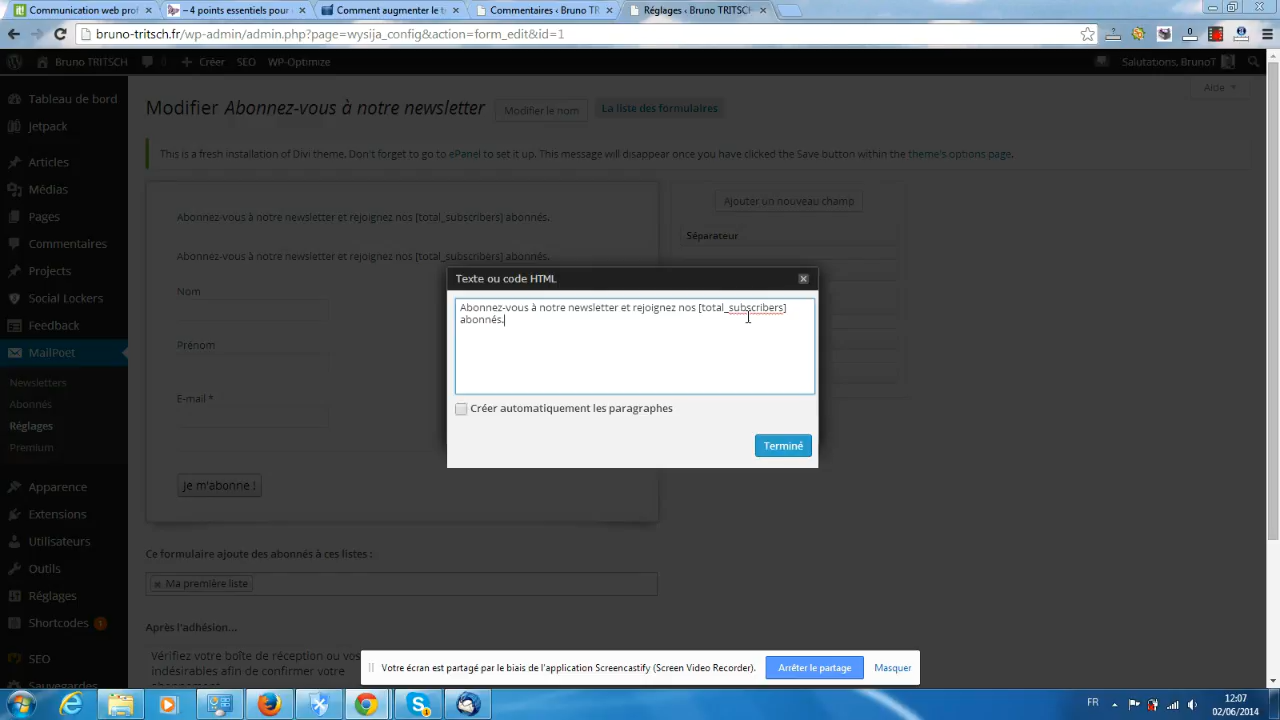 Communication web prof
– 4 points essentiels pour
Comment augmenter le t
Commentaires ‹ Bruno TR
Réglages ‹ Bruno TRITSCH
bruno-tritsch.fr/wp-admin/admin.php?page=wysija_config&action=form_edit&id=1
Bruno TRITSCH
Créer
SEO
WP-Optimize
Salutations, BrunoT
Tableau de bord
Jetpack
Articles
Médias
Pages
Commentaires
Projects
Social Lockers
Feedback
MailPoet
Newsletters
Abonnés
Réglages
Premium
Apparence
Extensions
Utilisateurs
Outils
Réglages
Shortcodes 1
SEO
Sauvegardes
Modifier Abonnez-vous à notre newsletter
Modifier le nom
La liste des formulaires
Aide
This is a fresh installation of Divi theme. Don't forget to go to ePanel to set it up. This message will disappear once you have clicked the Save button within the theme's options page.
Abonnez-vous à notre newsletter et rejoignez nos [total_subscribers] abonnés.
Abonnez-vous à notre newsletter et rejoignez nos [total_subscribers] abonnés.
Nom
Prénom
E-mail *
Je m'abonne !
Ajouter un nouveau champ
Séparateur
Texte ou code HTML
Abonnez-vous à notre newsletter et rejoignez nos [total_subscribers]
abonnés.
Créer automatiquement les paragraphes
Terminé
Ce formulaire ajoute des abonnés à ces listes :
Ma première liste
Après l'adhésion...
Vérifiez votre boîte de réception ou vos
indésirables afin de confirmer votre
abonnement
Votre écran est partagé par le biais de l'application Screencastify (Screen Video Recorder).
Arrêter le partage
Masquer
FR
12:07
02/06/2014